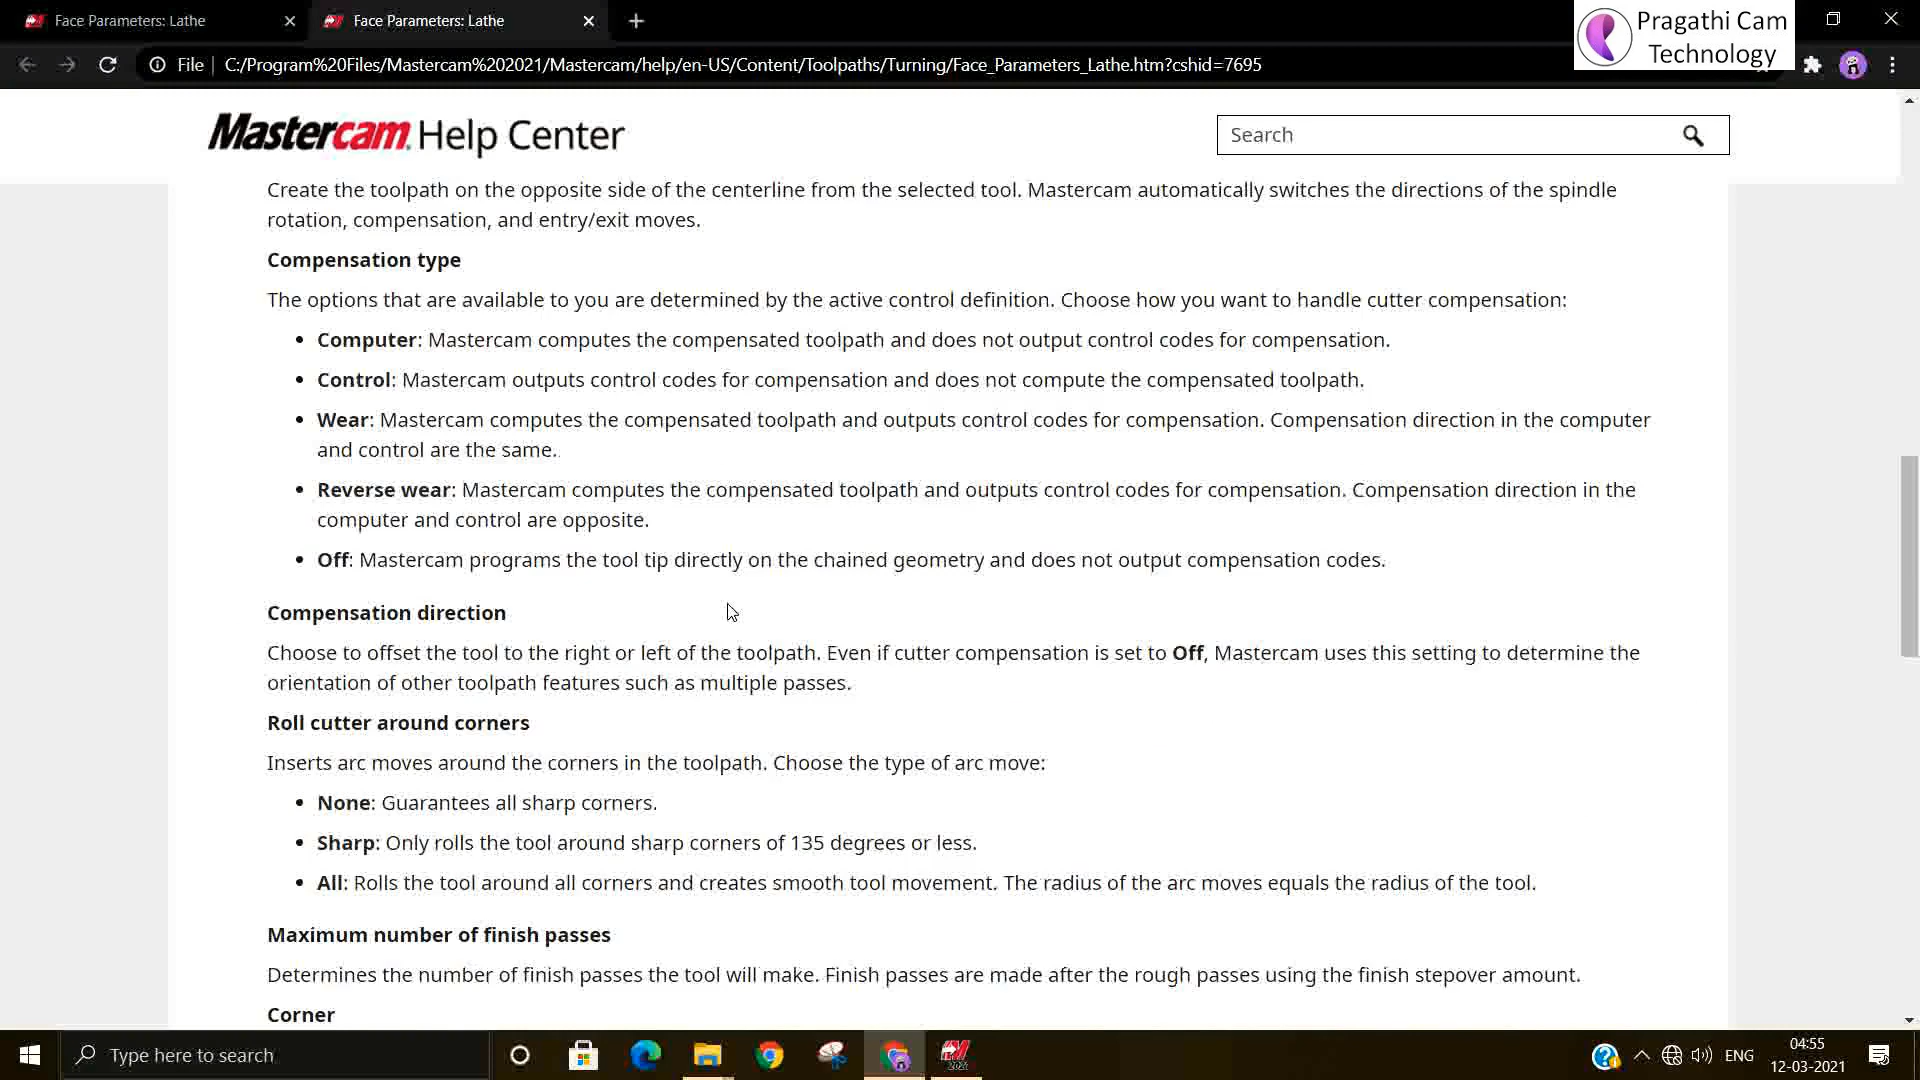 Face Parameters: Lathe
Face Parameters: Lathe
Pragathi Cam
Technology
File
C:/Program%20Files/Mastercam%202021/Mastercam/help/en-US/Content/Toolpaths/Turning/Face_Parameters_Lathe.htm?cshid=7695
Mastercam Help Center
Search
Create the toolpath on the opposite side of the centerline from the selected tool. Mastercam automatically switches the directions of the spindle
rotation, compensation, and entry/exit moves.
Compensation type
The options that are available to you are determined by the active control definition. Choose how you want to handle cutter compensation:
• Computer: Mastercam computes the compensated toolpath and does not output control codes for compensation.
• Control: Mastercam outputs control codes for compensation and does not compute the compensated toolpath.
• Wear: Mastercam computes the compensated toolpath and outputs control codes for compensation. Compensation direction in the computer
and control are the same.
• Reverse wear: Mastercam computes the compensated toolpath and outputs control codes for compensation. Compensation direction in the
computer and control are opposite.
• Off: Mastercam programs the tool tip directly on the chained geometry and does not output compensation codes.
Compensation direction
Choose to offset the tool to the right or left of the toolpath. Even if cutter compensation is set to Off, Mastercam uses this setting to determine the
orientation of other toolpath features such as multiple passes.
Roll cutter around corners
Inserts arc moves around the corners in the toolpath. Choose the type of arc move:
• None: Guarantees all sharp corners.
• Sharp: Only rolls the tool around sharp corners of 135 degrees or less.
• All: Rolls the tool around all corners and creates smooth tool movement. The radius of the arc moves equals the radius of the tool.
Maximum number of finish passes
Determines the number of finish passes the tool will make. Finish passes are made after the rough passes using the finish stepover amount.
Corner
Type here to search
2021
ENG
04:55
12-03-2021